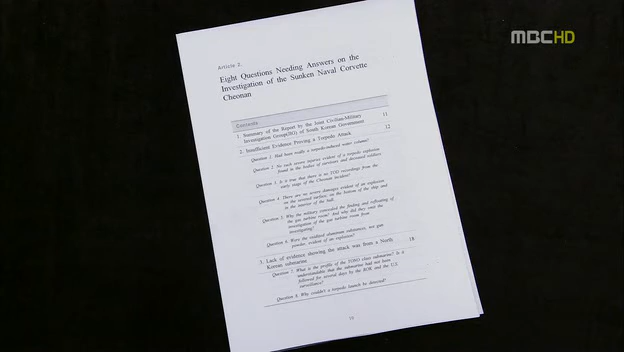 MBC HD
Article 2.
Eight Questions Needing Answers on the
Investigation of the Sunken Naval Corvette
Cheonan
Contents
1. Summary of the Report by the Joint Civilian-Military 11
Investigation Group(JIG) of South Korean Government
2. Insufficient Evidence Proving a Torpedo Attack 12
Question 1. Had been really a torpedo-induced water column?
Question 2. No such severe injuries evident of a torpedo explosion
found in the bodies of survivors and deceased soldiers
Question 3. Is it true that there is no TOD recordings from the
early stage of the Cheonan incident?
Question 4. There are no severe damages evident of an explosion
on the severed surface, on the bottom of the ship and
in the interior of the hull.
Question 5. Why the military concealed the finding and refloating of
the gas turbine room? And why did they omit the
investigation of the gas turbine room from
investigating?
Question 6. Were the oxidized aluminum substances, not gun
powder, evident of an explosion?
3. Lack of evidence showing the attack was from a North 18
Korean submarine
Question 7. What is the profile of the YONO class submarine? Is it
understandable that the submarine had not been
followed for several days by the ROK and the U.S.
surveillance?
Question 8. Why couldn't a torpedo launch be detected?
10